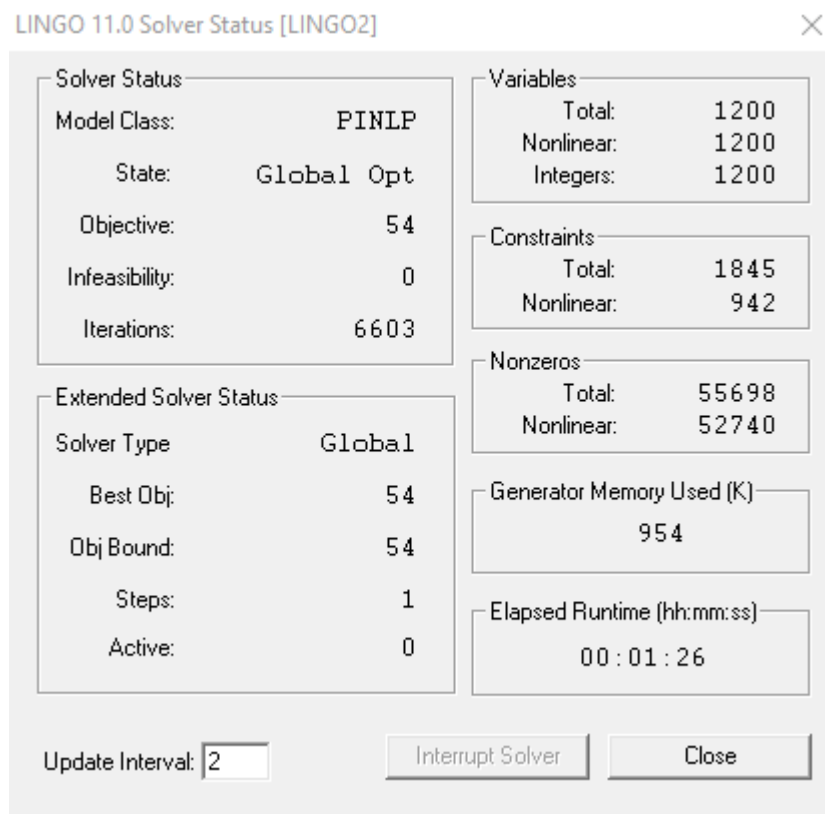 LINGO 11.0 Solver Status [LINGO2]
Solver Status
Model Class: PINLP
State: Global Opt
Objective: 54
Infeasibility: 0
Iterations: 6603
Extended Solver Status
Solver Type Global
Best Obj: 54
Obj Bound: 54
Steps: 1
Active: 0
Variables
Total: 1200
Nonlinear: 1200
Integers: 1200
Constraints
Total: 1845
Nonlinear: 942
Nonzeros
Total: 55698
Nonlinear: 52740
Generator Memory Used (K)
954
Elapsed Runtime (hh:mm:ss)
00:01:26
Update Interval: 2
Interrupt Solver
Close